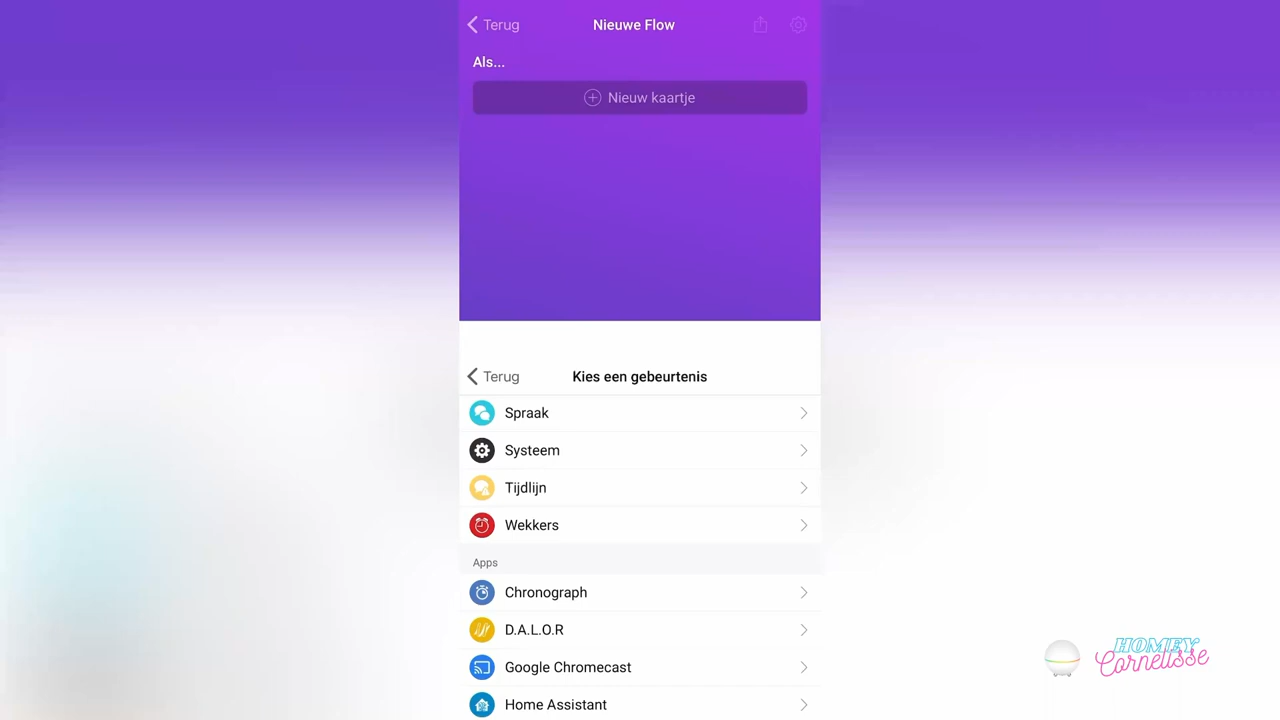 Terug
Nieuwe Flow
Als...
Nieuw kaartje
Terug
Kies een gebeurtenis
Spraak
Systeem
Tijdlijn
Wekkers
Apps
Chronograph
D.A.L.O.R
Google Chromecast
Home Assistant
HOMEY
Cornelisse